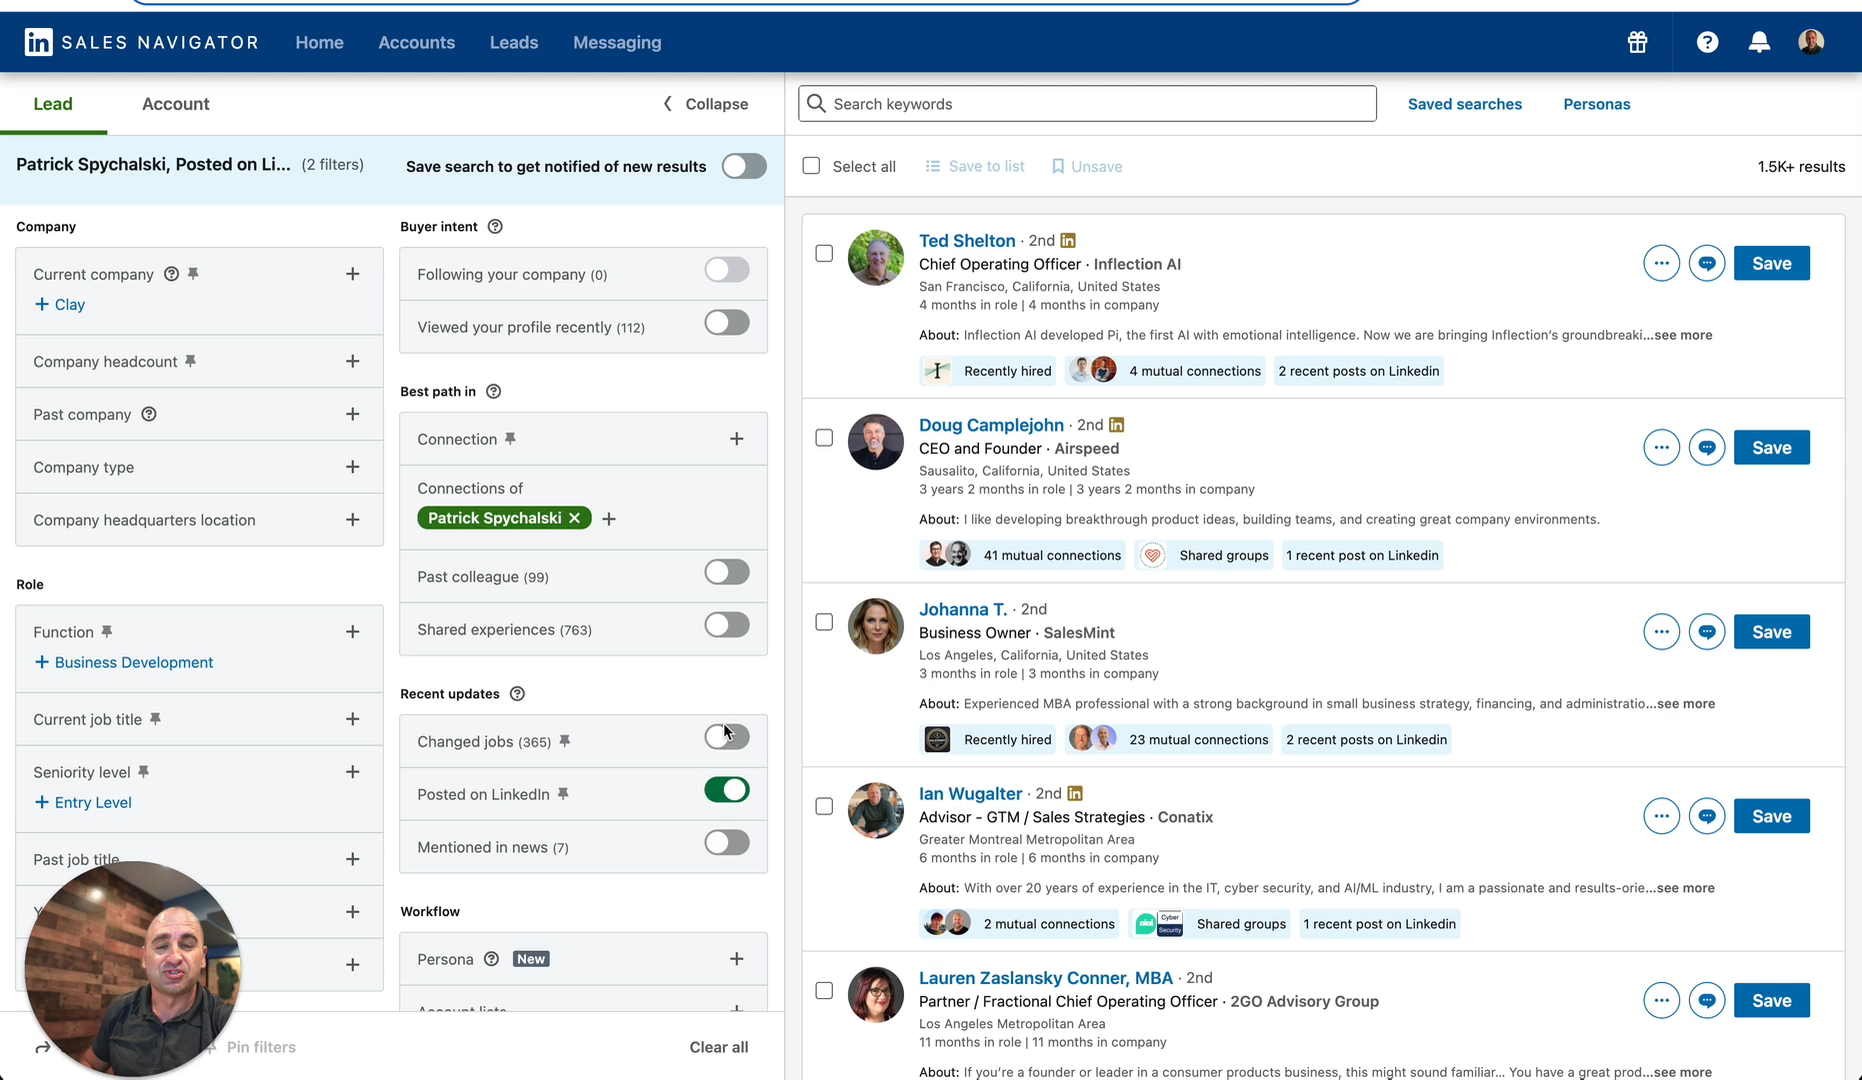 in SALES NAVIGATOR Home Accounts Leads Messaging
Lead Account Collapse
Search keywords Saved searches Personas
Patrick Spychalski, Posted on Li... (2 filters) Save search to get notified of new results
Select all Save to list Unsave 1.5K+ results
Company
Current company
+ Clay
Company headcount
Past company
Company type
Company headquarters location
Role
Function
+ Business Development
Current job title
Seniority level
+ Entry Level
Past job title
Pin filters
Clear all
Buyer intent
Following your company (0)
Viewed your profile recently (112)
Best path in
Connection
Connections of
Patrick Spychalski
Past colleague (99)
Shared experiences (763)
Recent updates
Changed jobs (365)
Posted on LinkedIn
Mentioned in news (7)
Workflow
Persona New
Account lists
Ted Shelton · 2nd in
Chief Operating Officer · Inflection AI
San Francisco, California, United States
4 months in role | 4 months in company
About: Inflection AI developed Pi, the first AI with emotional intelligence. Now we are bringing Inflection's groundbreaki...see more
Recently hired 4 mutual connections 2 recent posts on Linkedin
Save
Doug Camplejohn · 2nd in
CEO and Founder · Airspeed
Sausalito, California, United States
3 years 2 months in role | 3 years 2 months in company
About: I like developing breakthrough product ideas, building teams, and creating great company environments.
41 mutual connections Shared groups 1 recent post on Linkedin
Save
Johanna T. · 2nd
Business Owner · SalesMint
Los Angeles, California, United States
3 months in role | 3 months in company
About: Experienced MBA professional with a strong background in small business strategy, financing, and administratio...see more
Recently hired 23 mutual connections 2 recent posts on Linkedin
Save
Ian Wugalter · 2nd in
Advisor - GTM / Sales Strategies · Conatix
Greater Montreal Metropolitan Area
6 months in role | 6 months in company
About: With over 20 years of experience in the IT, cyber security, and AI/ML industry, I am a passionate and results-orie...see more
2 mutual connections Cyber Security Shared groups 1 recent post on Linkedin
Save
Lauren Zaslansky Conner, MBA · 2nd
Partner / Fractional Chief Operating Officer · 2GO Advisory Group
Los Angeles Metropolitan Area
11 months in role | 11 months in company
About: If you're a founder or leader in a consumer products business, this might sound familiar... You have a great prod...see more
Save